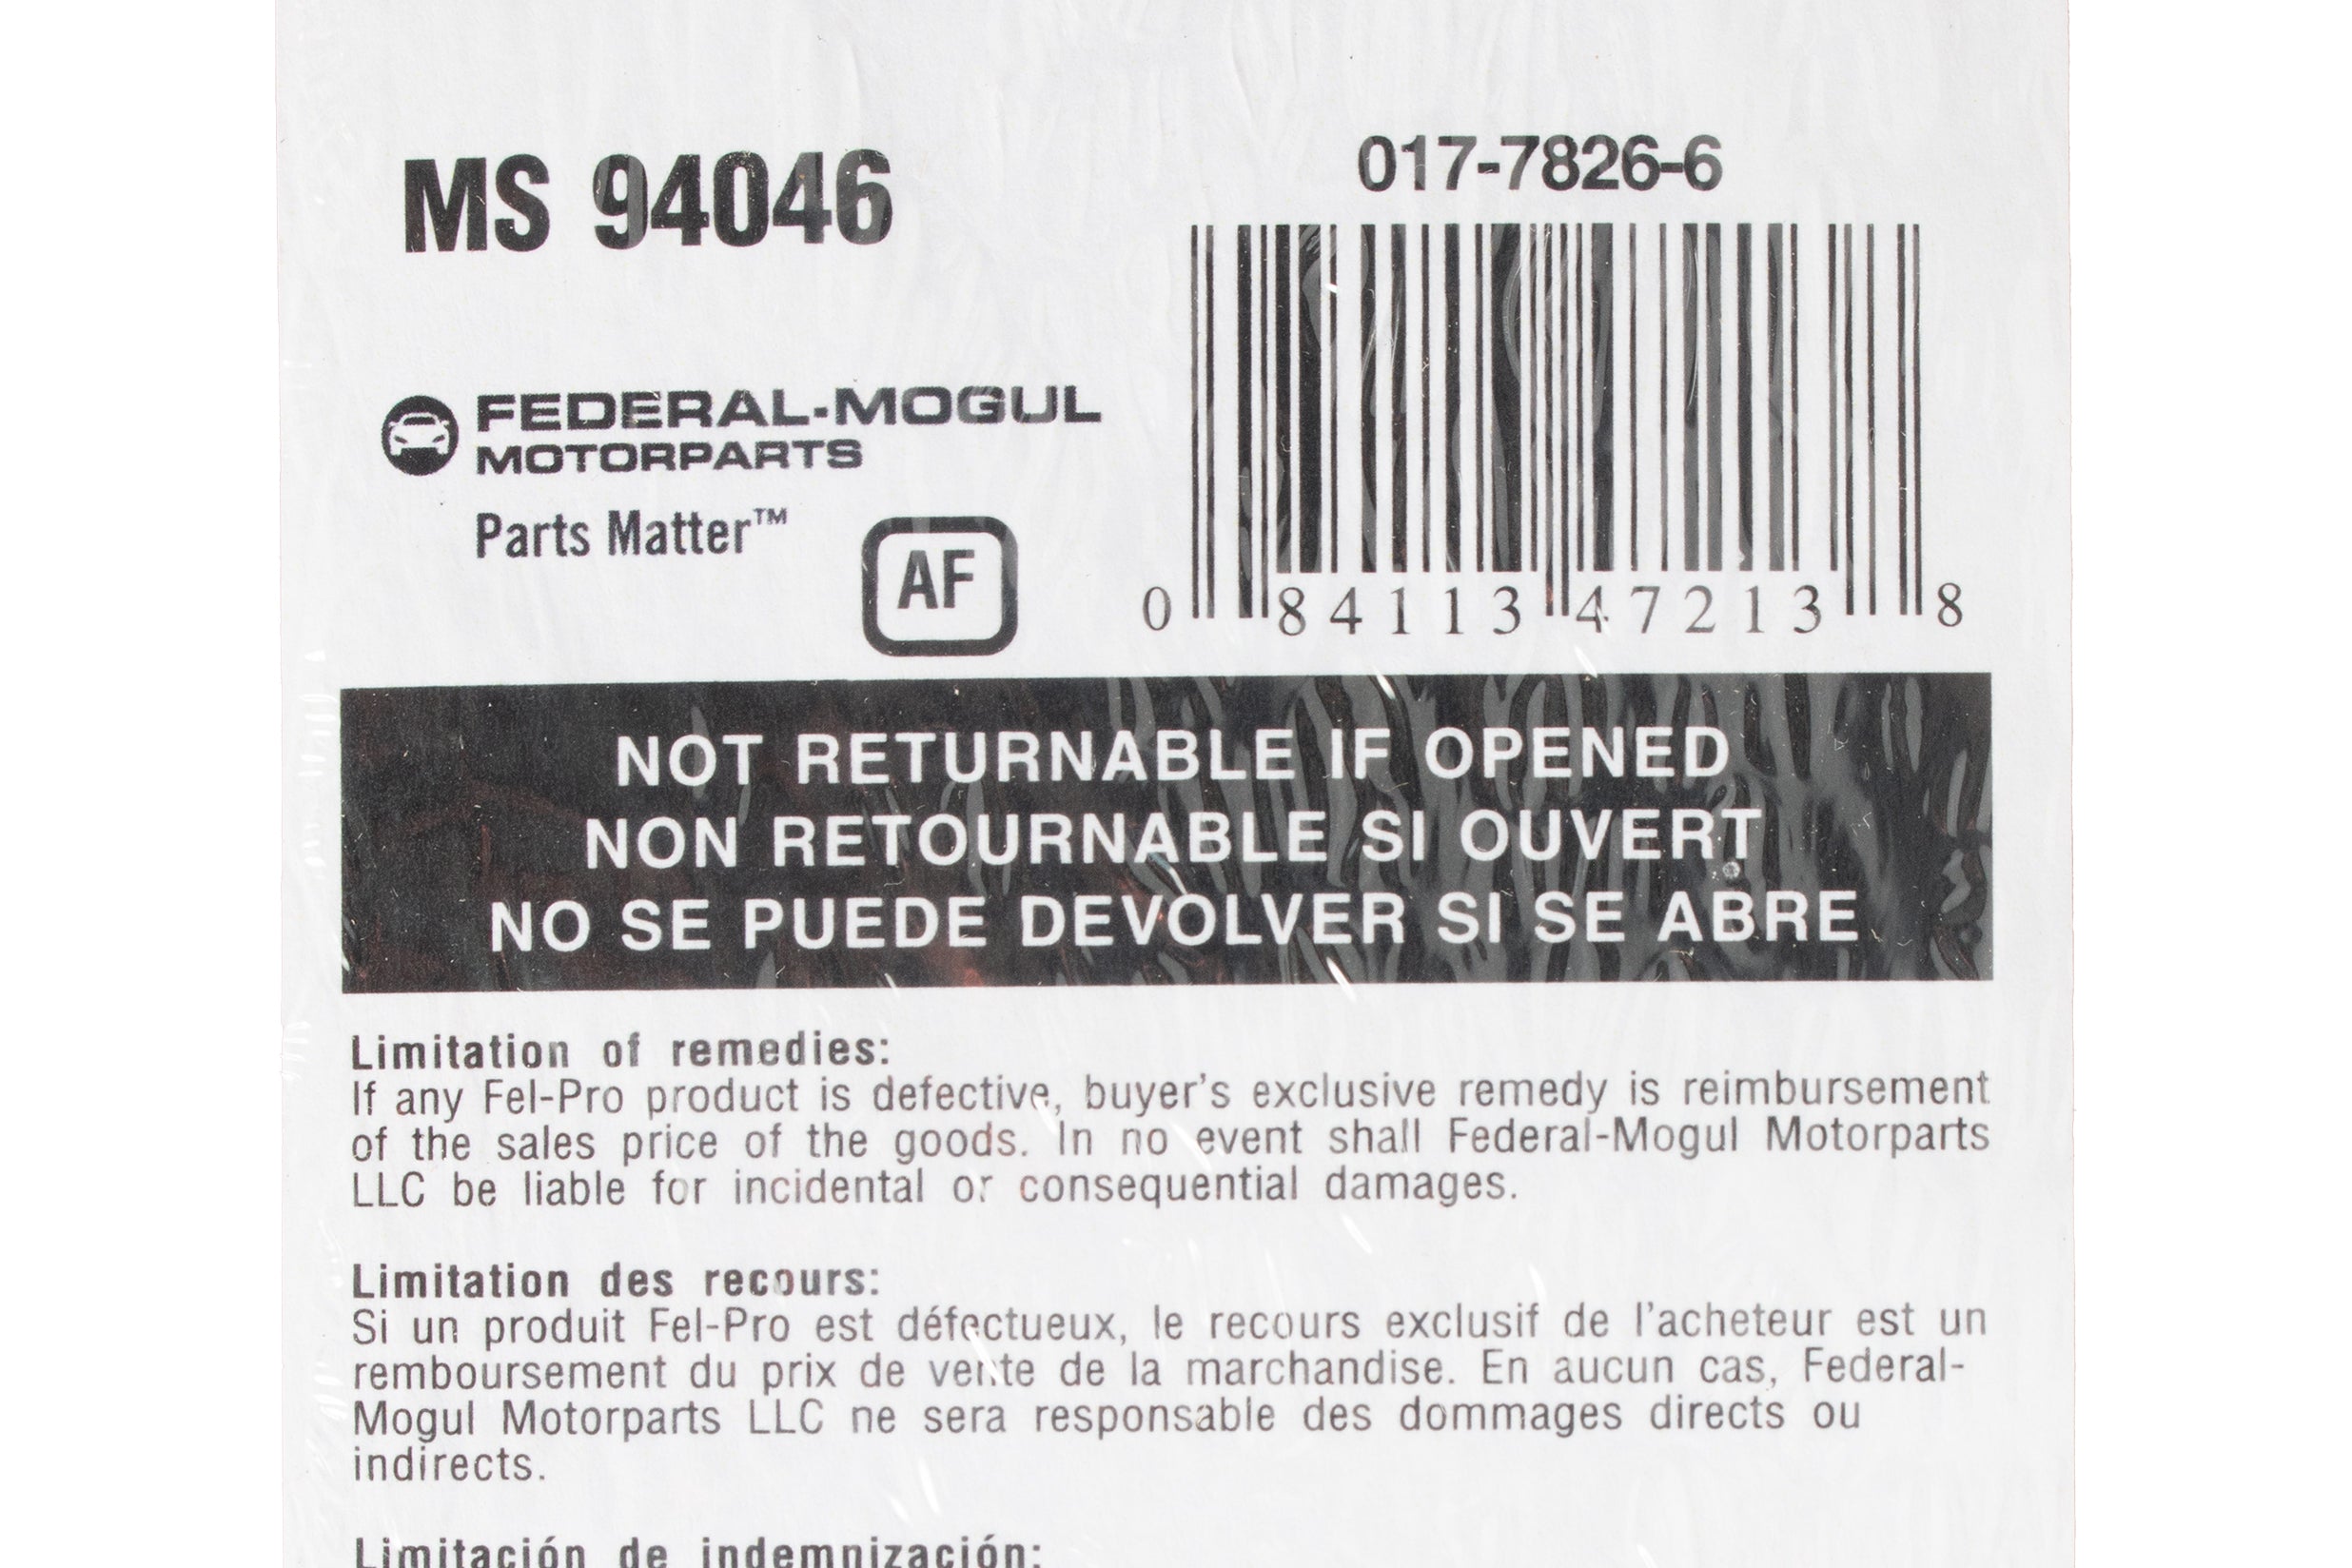 MS 94046
017-7826-6
FEDERAL-MOGUL
MOTORPARTS
Parts Matter™
AF
0 84113 47213 8
NOT RETURNABLE IF OPENED
NON RETOURNABLE SI OUVERT
NO SE PUEDE DEVOLVER SI SE ABRE
Limitation of remedies:
If any Fel-Pro product is defective, buyer's exclusive remedy is reimbursement
of the sales price of the goods. In no event shall Federal-Mogul Motorparts
LLC be liable for incidental or consequential damages.
Limitation des recours:
Si un produit Fel-Pro est défectueux, le recours exclusif de l'acheteur est un
remboursement du prix de vente de la marchandise. En aucun cas, Federal-
Mogul Motorparts LLC ne sera responsable des dommages directs ou
indirects.
Limitación de indemnización: